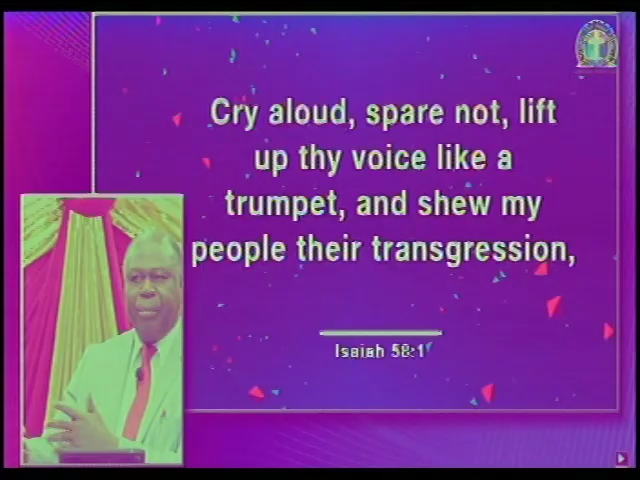 Cry aloud, spare not, lift
up thy voice like a
trumpet, and shew my
people their transgression,
Isaiah 58:1